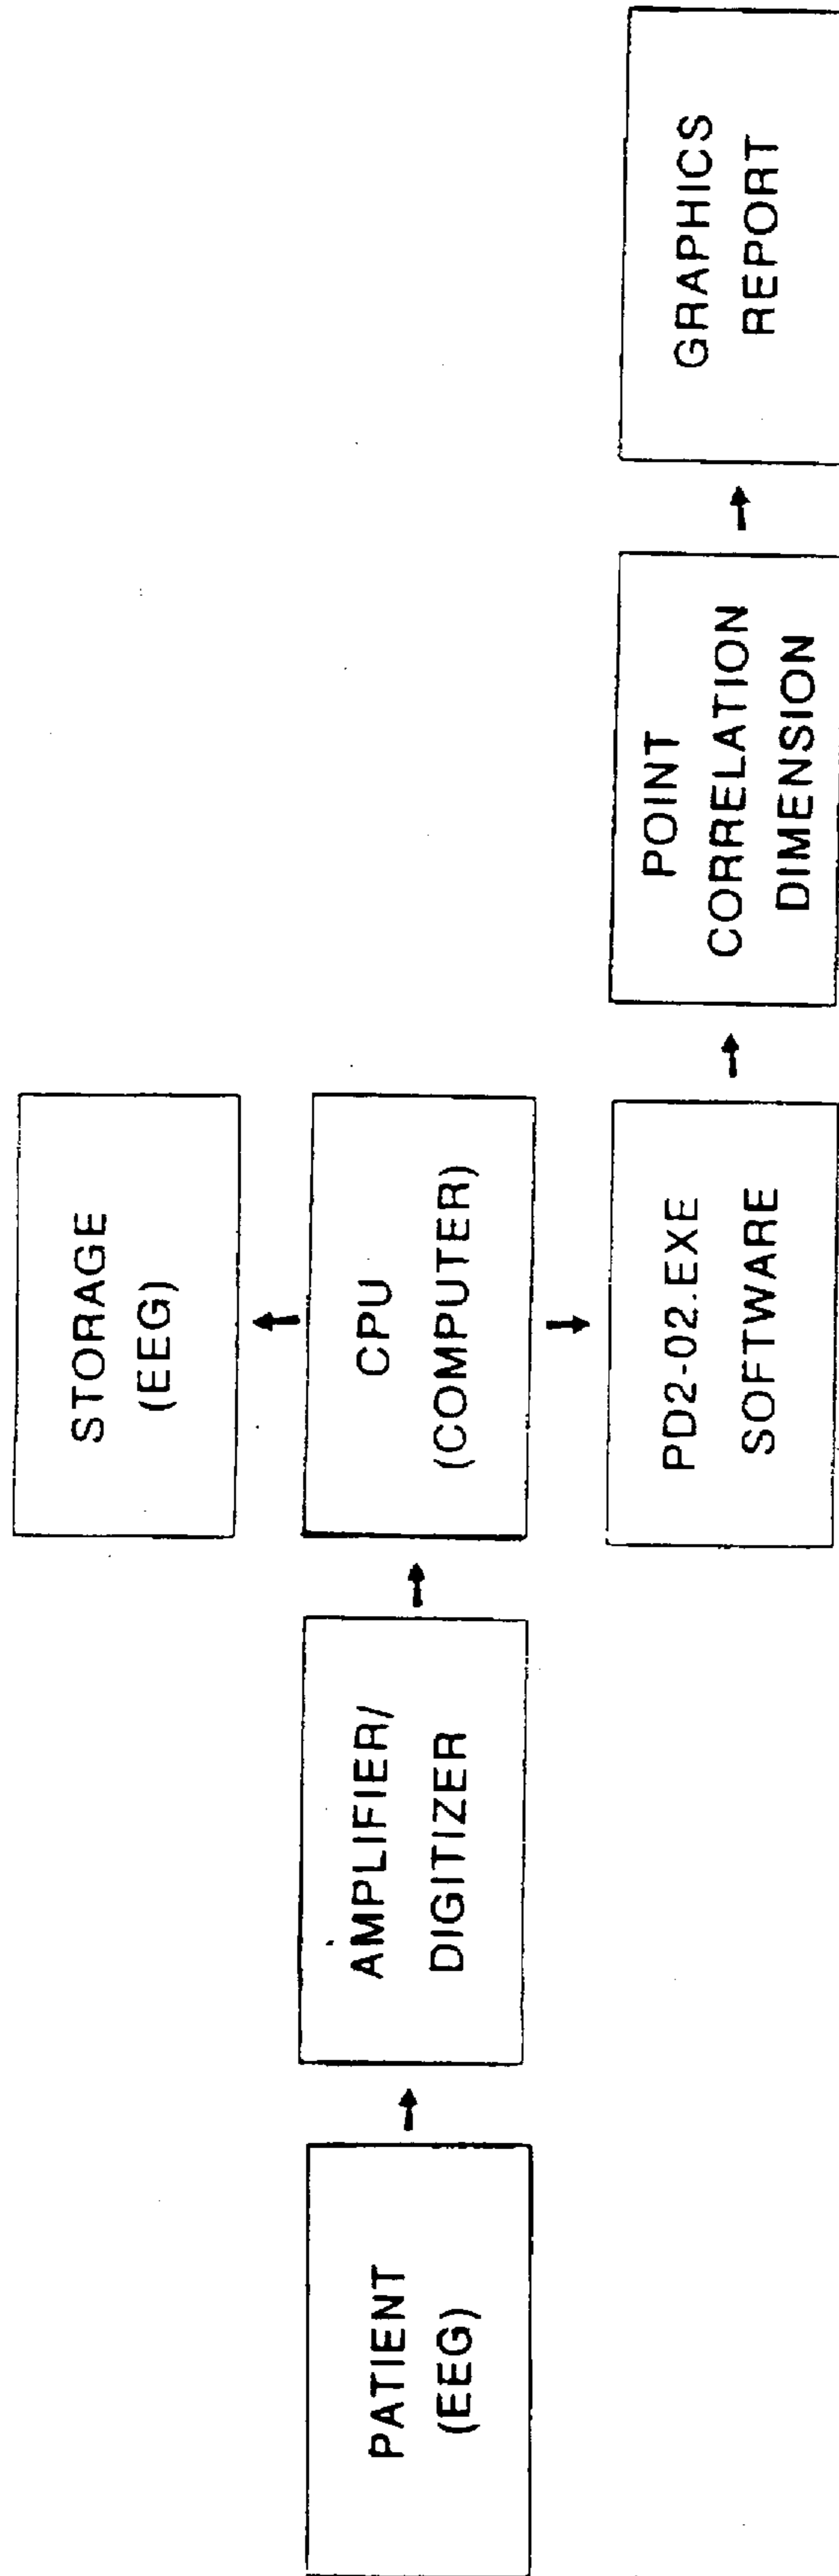 PATIENT
(EEG)
AMPLIFIER/
DIGITIZER
CPU
(COMPUTER)
STORAGE
(EEG)
PD2-02.EXE
SOFTWARE
POINT
CORRELATION
DIMENSION
GRAPHICS
REPORT